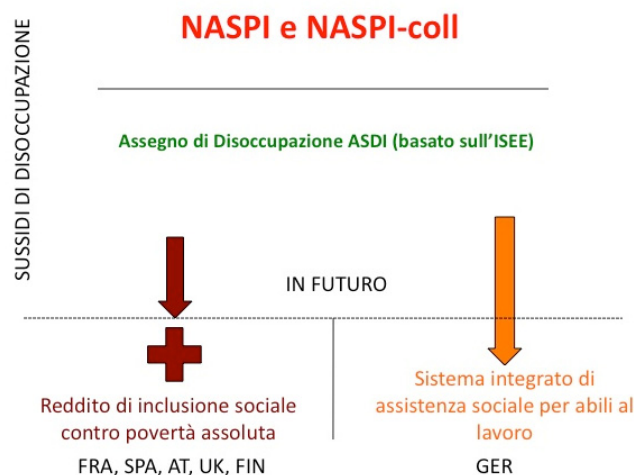 NASPI e NASPI-coll
SUSSIDI DI DISOCCUPAZIONE
Assegno di Disoccupazione ASDI (basato sull'ISEE)
IN FUTURO
Reddito di inclusione sociale
contro povertà assoluta
FRA, SPA, AT, UK, FIN
Sistema integrato di
assistenza sociale per abili al
lavoro
GER